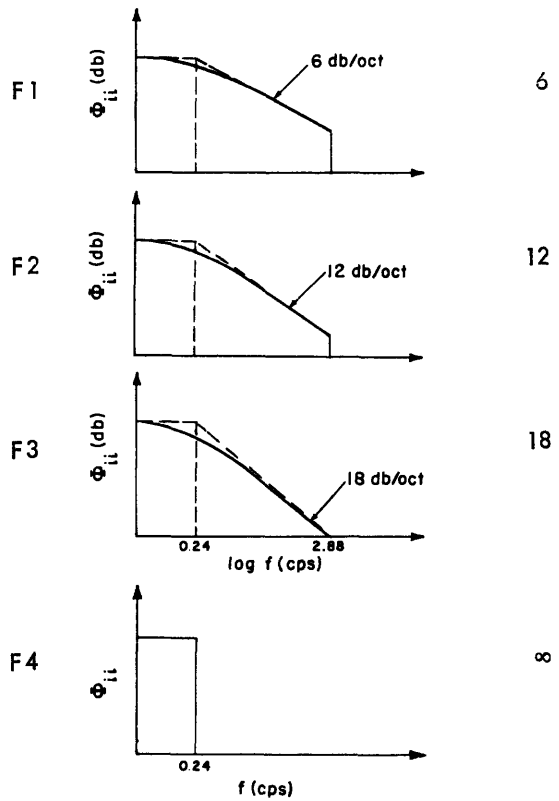 F1
Φii (db)
6 db/oct
6
F2
Φii (db)
12 db/oct
12
F3
Φii (db)
18 db/oct
18
0.24 2.88
log f (cps)
F4
Φii
∞
0.24
f (cps)